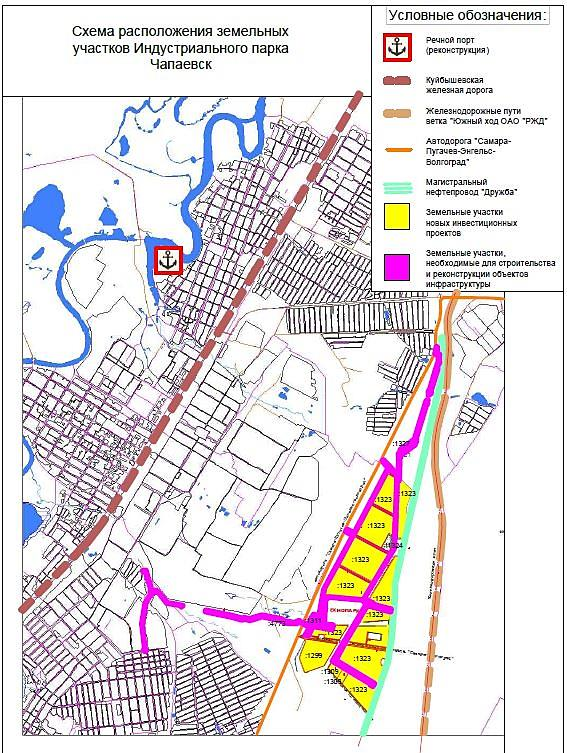 Схема расположения земельных
участков Индустриального парка
Чапаевск
Условные обозначения:
Речной порт
(реконструкция)
Куйбышевская
железная дорога
Железнодорожные пути
ветка "Южный ход ОАО "РЖД"
Автодорога "Самара-
Пугачев-Энгельс-
Волгоград"
Магистральный
нефтепровод "Дружба"
Земельные участки
новых инвестиционных
проектов
Земельные участки,
необходимые для строительства
и реконструкции объектов
инфраструктуры
:1323
:1323
:1323
:1323
:1323
:1323
:1323
:1311
:1323
:1299
:1323
:1323